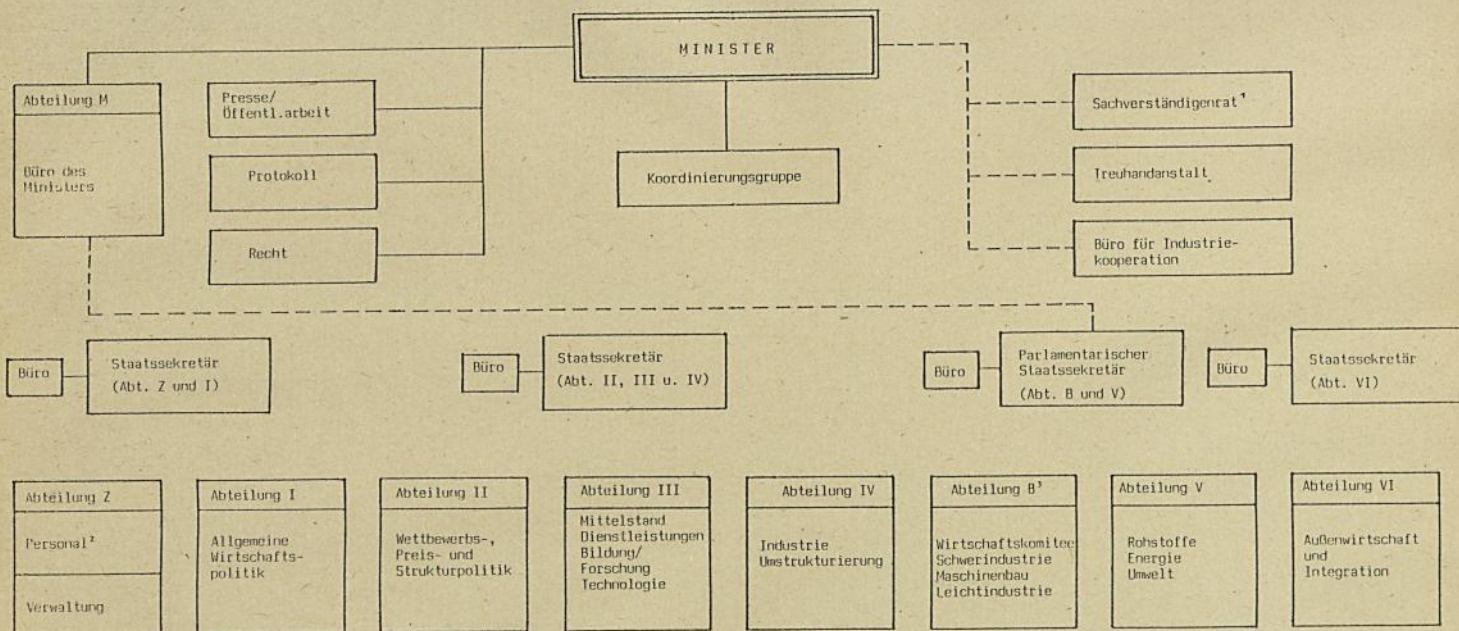 MINISTER
Abteilung M
Büro des
Ministers
Presse/
Öffentl.arbeit
Protokoll
Recht
Koordinierungsgruppe
Sachverständigenrat¹
Treuhandanstalt
Büro für Industrie-
kooperation
Büro
Staatssekretär
(Abt. Z und I)
Büro
Staatssekretär
(Abt. II, III u. IV)
Büro
Parlamentarischer
Staatssekretär
(Abt. B und V)
Büro
Staatssekretär
(Abt. VI)
Abteilung Z
Personal²
Verwaltung
Abteilung I
Allgemeine
Wirtschafts-
politik
Abteilung II
Wettbewerbs-,
Preis- und
Strukturpolitik
Abteilung III
Mittelstand
Dienstleistungen
Bildung/
Forschung
Technologie
Abteilung IV
Industrie
Umstrukturierung
Abteilung B³
Wirtschaftskomitee
Schwerindustrie
Maschinenbau
Leichtindustrie
Abteilung V
Rohstoffe
Energie
Umwelt
Abteilung VI
Außenwirtschaft
und
Integration